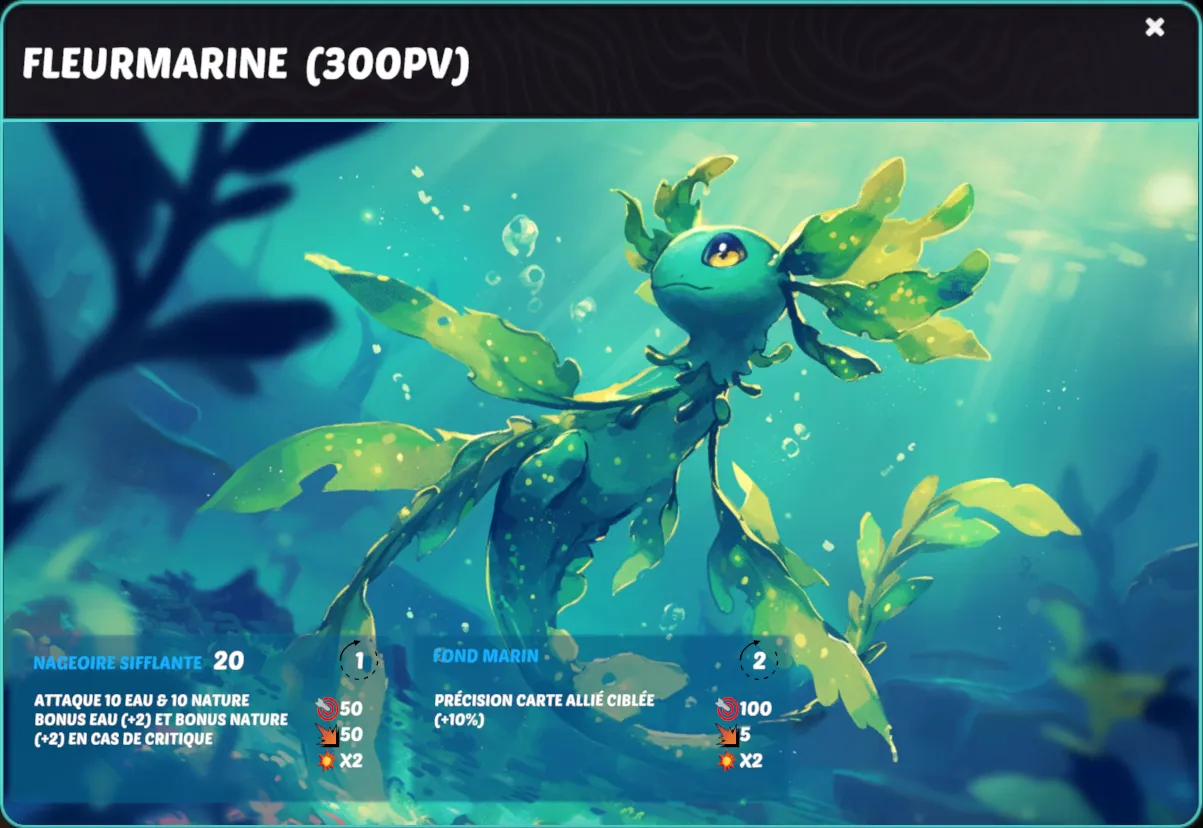 FLEURMARINE (300PV)
NAGEOIRE SIFFLANTE 20
1
ATTAQUE 10 EAU & 10 NATURE
BONUS EAU (+2) ET BONUS NATURE
(+2) EN CAS DE CRITIQUE
50
50
X2
FOND MARIN
2
PRÉCISION CARTE ALLIÉ CIBLÉE
(+10%)
100
5
X2